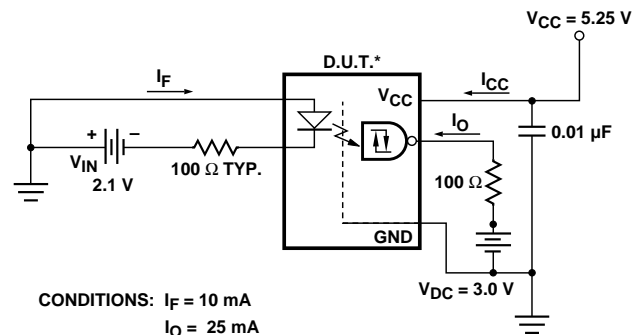 V_CC = 5.25 V
D.U.T.*
I_F
I_CC
V_CC
I_O
0.01 µF
+ –
V_IN
2.1 V
100 Ω TYP.
100 Ω
GND
V_DC = 3.0 V
CONDITIONS: I_F = 10 mA
I_O = 25 mA